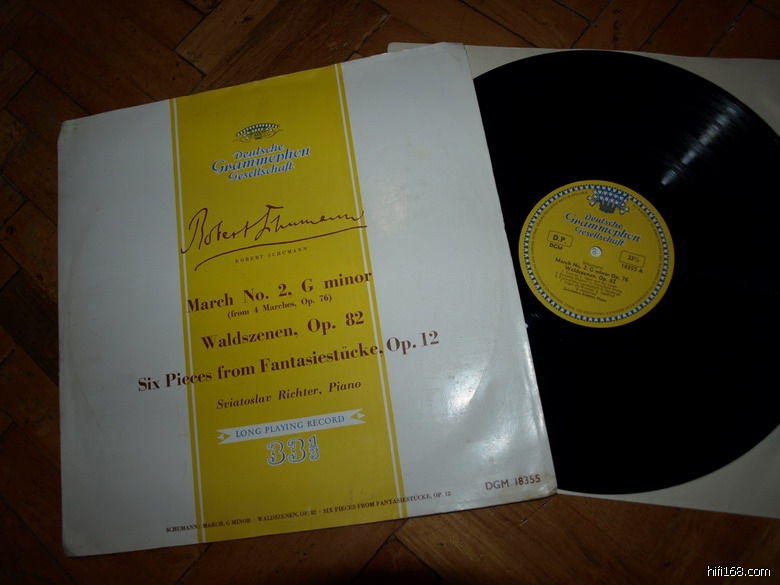 Deutsche
Grammophon
Gesellschaft
Robert Schumann
ROBERT SCHUMANN
March No. 2, G minor
(from 4 Marches, Op. 76)
Waldszenen, Op. 82
Six Pieces from Fantasiestücke, Op. 12
Sviatoslav Richter, Piano
LONG PLAYING RECORD
33⅓
DGM 18355
SCHUMANN: MARCH, G MINOR · WALDSZENEN, OP. 82 · SIX PIECES FROM FANTASIESTÜCKE, OP. 12
Deutsche
Grammophon
Gesellschaft
D.P.
DGM
33⅓
18355 A
March No. 2, G minor Op. 76
Waldszenen, Op. 82
hifi168.com